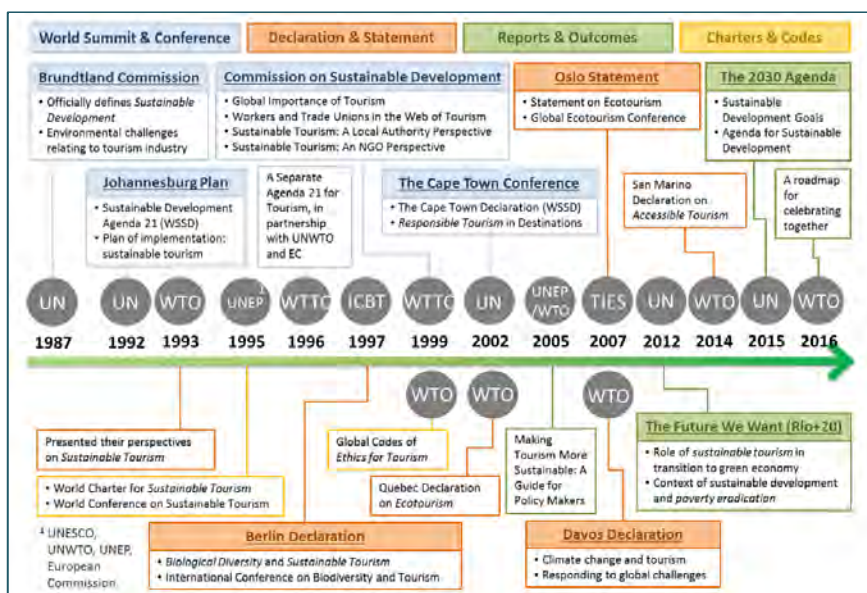 World Summit & Conference
Declaration & Statement
Reports & Outcomes
Charters & Codes
Brundtland Commission
• Officially defines Sustainable
Development
• Environmental challenges
relating to tourism industry
Commission on Sustainable Development
• Global Importance of Tourism
• Workers and Trade Unions in the Web of Tourism
• Sustainable Tourism: A Local Authority Perspective
• Sustainable Tourism: An NGO Perspective
Oslo Statement
• Statement on Ecotourism
• Global Ecotourism Conference
The 2030 Agenda
• Sustainable
Development Goals
• Agenda for Sustainable
Development
Johannesburg Plan
• Sustainable Development
Agenda 21 (WSSD)
• Plan of implementation:
sustainable tourism
A Separate
Agenda 21 for
Tourism, in
partnership
with UNWTO
and EC
The Cape Town Conference
• The Cape Town Declaration (WSSD)
• Responsible Tourism in Destinations
San Marino
Declaration on
Accessible Tourism
A roadmap
for
celebrating
together
UN
UN
WTO
UNEP1
WTTC
ICBT
WTTC
UN
UNEP
/WTO
TIES
UN
WTO
UN
WTO
1987
1992
1993
1995
1996
1997
1999
2002
2005
2007
2012
2014
2015
2016
WTO
WTO
WTO
Presented their perspectives
on Sustainable Tourism
• World Charter for Sustainable Tourism
• World Conference on Sustainable Tourism
Global Codes of
Ethics for Tourism
Quebec Declaration
on Ecotourism
Making
Tourism More
Sustainable: A
Guide for
Policy Makers
The Future We Want (Rio+20)
• Role of sustainable tourism in
transition to green economy
• Context of sustainable development
and poverty eradication
1 UNESCO,
UNWTO, UNEP,
European
Commission
Berlin Declaration
• Biological Diversity and Sustainable Tourism
• International Conference on Biodiversity and Tourism
Davos Declaration
• Climate change and tourism
• Responding to global challenges